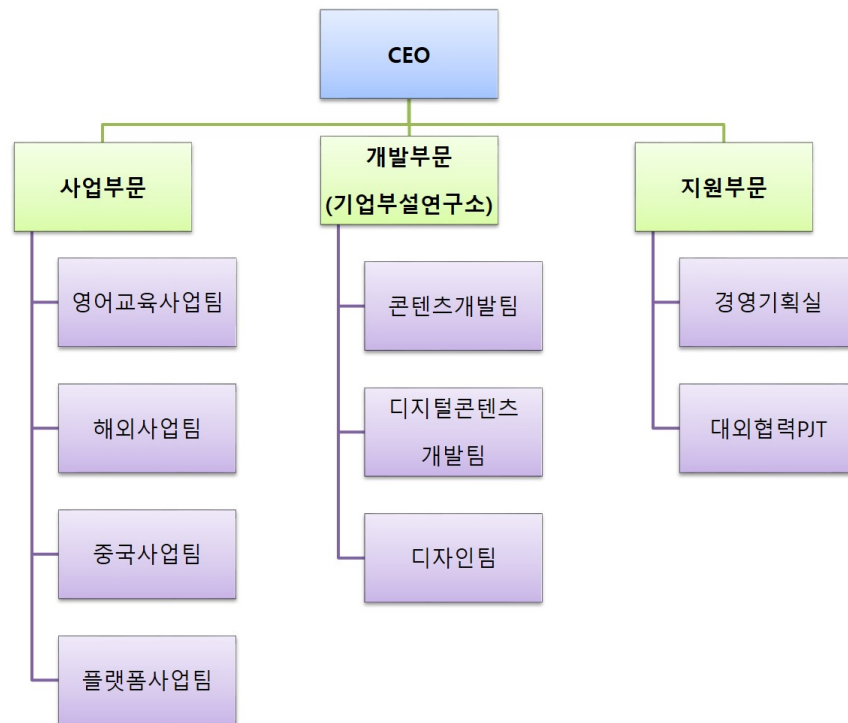 CEO
사업부문
개발부문
(기업부설연구소)
지원부문
영어교육사업팀
해외사업팀
중국사업팀
플랫폼사업팀
콘텐츠개발팀
디지털콘텐츠
개발팀
디자인팀
경영기획실
대외협력PJT